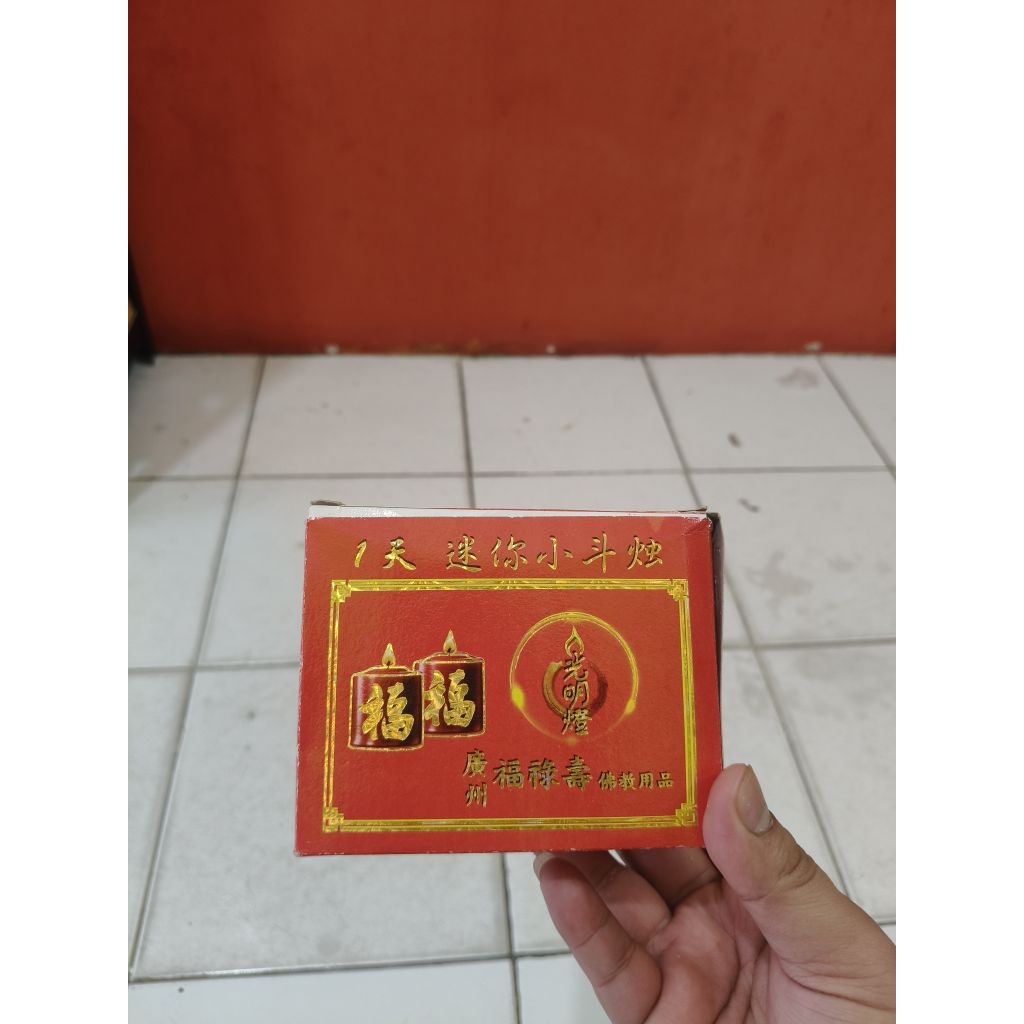 1天 迷你小斗烛
福 福
光明燈
廣州 福祿壽 佛教用品